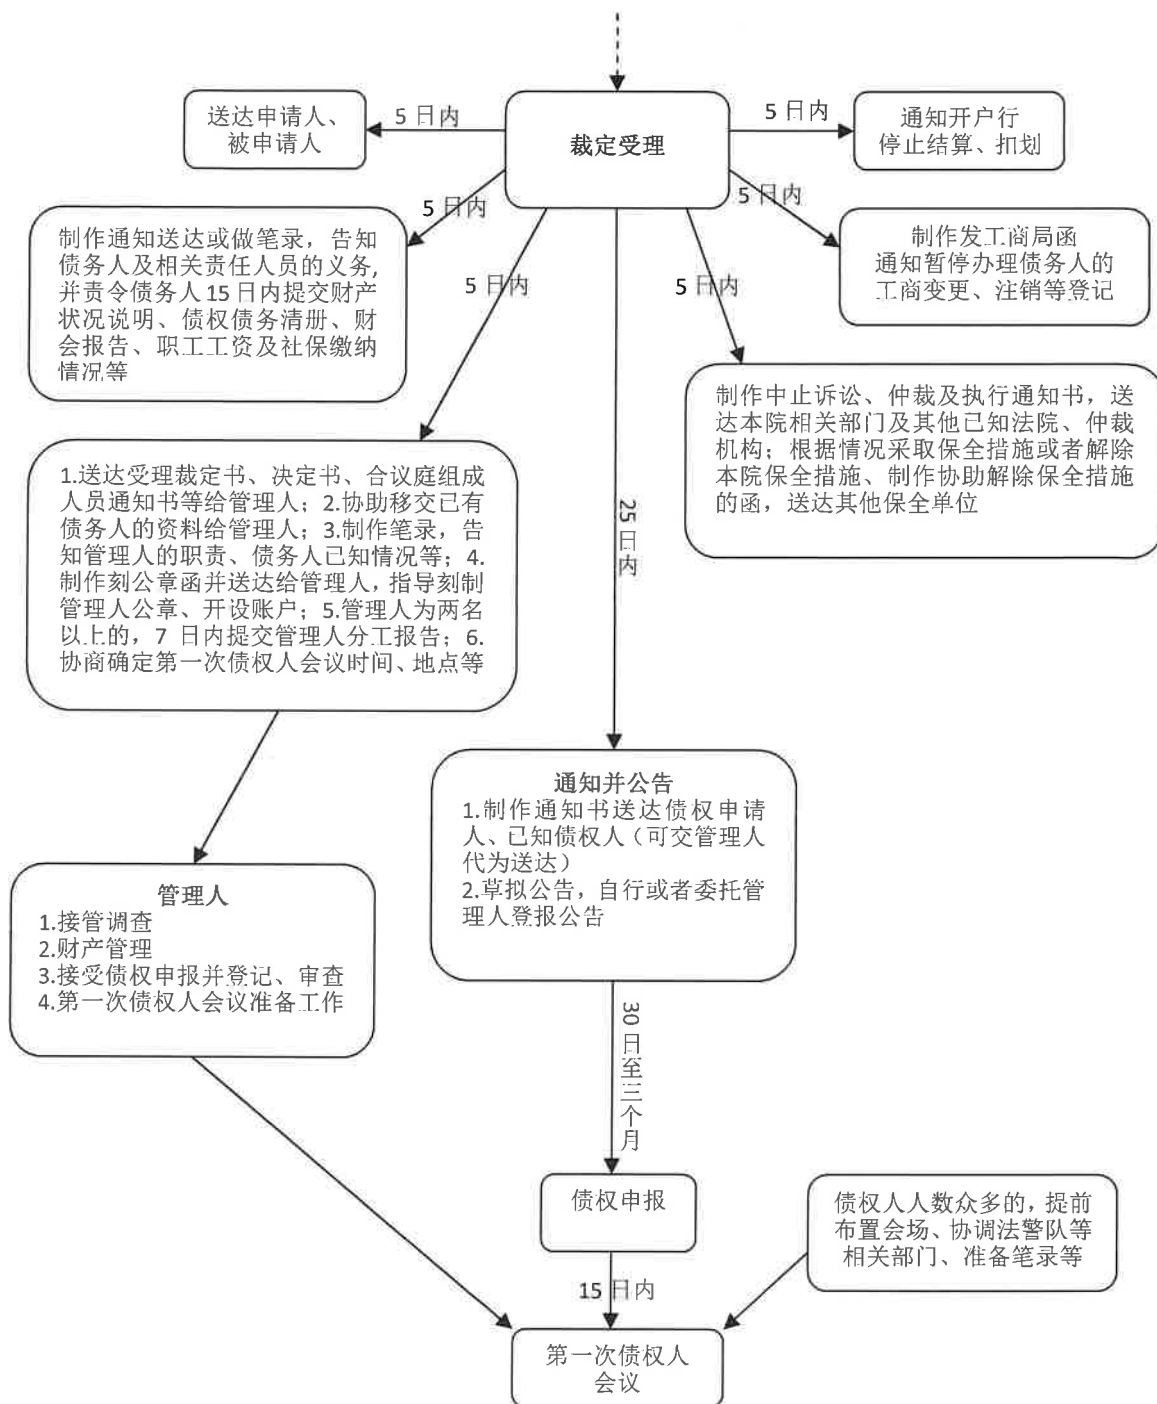 送达申请人、
被申请人
5 日内
裁定受理
5 日内
通知开户行
停止结算、扣划
5 日内
制作通知送达或做笔录，告知
债务人及相关责任人员的义务，
并责令债务人 15 日内提交财产
状况说明、债权债务清册、财
会报告、职工工资及社保缴纳
情况等
5 日内
制作发工商局函
通知暂停办理债务人的
工商变更、注销等登记
5 日内
5 日内
制作中止诉讼、仲裁及执行通知书，送
达本院相关部门及其他已知法院、仲裁
机构；根据情况采取保全措施或者解除
本院保全措施、制作协助解除保全措施
的函，送达其他保全单位
1.送达受理裁定书、决定书、合议庭组成
人员通知书等给管理人；2.协助移交已有
债务人的资料给管理人；3.制作笔录，告
知管理人的职责、债务人已知情况等；4.
制作刻公章函并送达给管理人，指导刻制
管理人公章、开设账户；5.管理人为两名
以上的，7 日内提交管理人分工报告；6.
协商确定第一次债权人会议时间、地点等
25日内
通知并公告
1.制作通知书送达债权申请
人、已知债权人（可交管理人
代为送达）
2.草拟公告，自行或者委托管
理人登报公告
管理人
1.接管调查
2.财产管理
3.接受债权申报并登记、审查
4.第一次债权人会议准备工作
30日至三个月
债权申报
债权人人数众多的，提前
布置会场、协调法警队等
相关部门、准备笔录等
15 日内
第一次债权人
会议